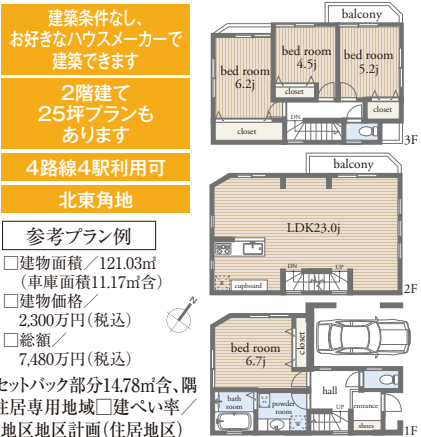 建築条件なし、
お好きなハウスメーカーで
建築できます
2階建て
25坪プランも
あります
4路線4駅利用可
北東角地
参考プラン例
□建物面積／121.03㎡
（車庫面積11.17㎡含）
□建物価格／
2,300万円（税込）
□総額／
7,480万円（税込）
セットバック部分14.78㎡含、隅
住居専用地域□建ぺい率／
地区地区計画（住居地区）
N
balcony
bed room
6.2j
bed room
4.5j
bed room
5.2j
closet
closet
closet
DN
3F
balcony
LDK23.0j
cupboard
DN
UP
2F
bed room
6.7j
closet
hall
bath
room
powder
room
UP
entrance
shoes
1F